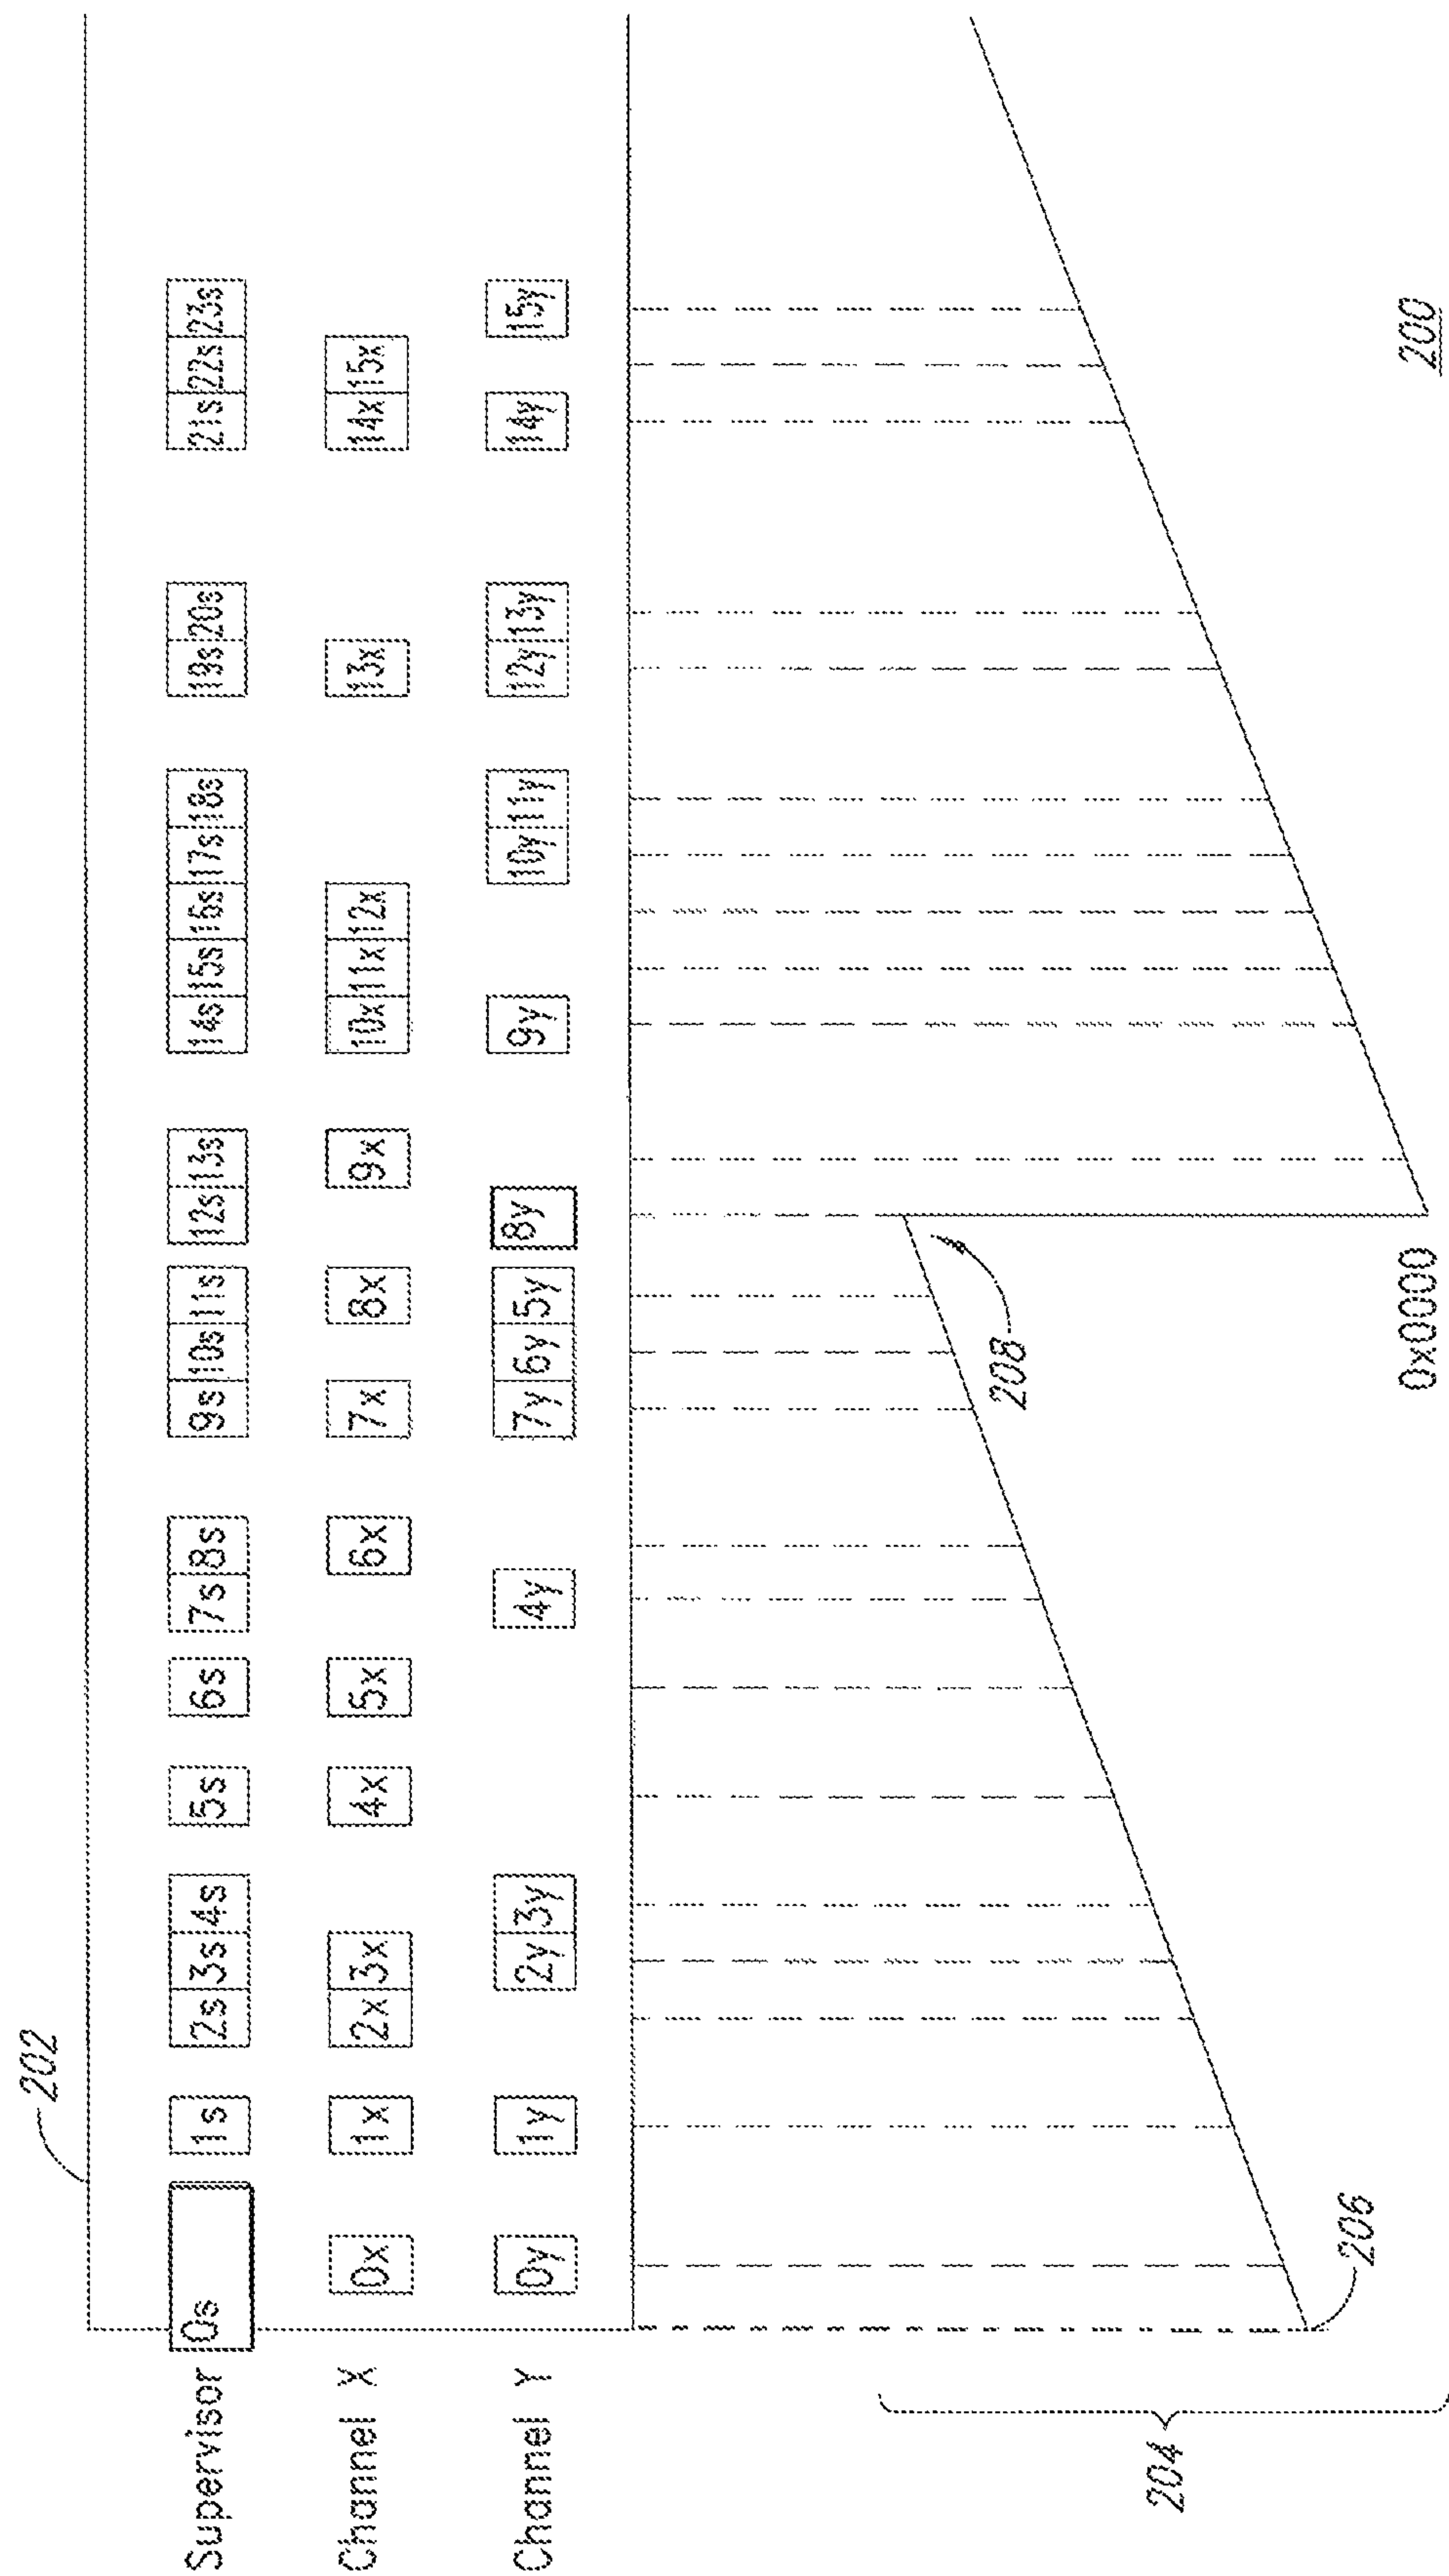 202
Supervisor 0s 1s 2s 3s 4s 5s 6s 7s 8s 9s 10s 11s 12s 13s 14s 15s 16s 17s 18s 19s 20s 21s 22s 23s
Channel X 0x 1x 2x 3x 4x 5x 6x 7x 8x 9x 10x 11x 12x 13x 14x 15x
Channel Y 0y 1y 2y 3y 4y 7y 6y 5y 8y 9y 10y 11y 12y 13y 14y 15y
208
204
206
0x0000
200